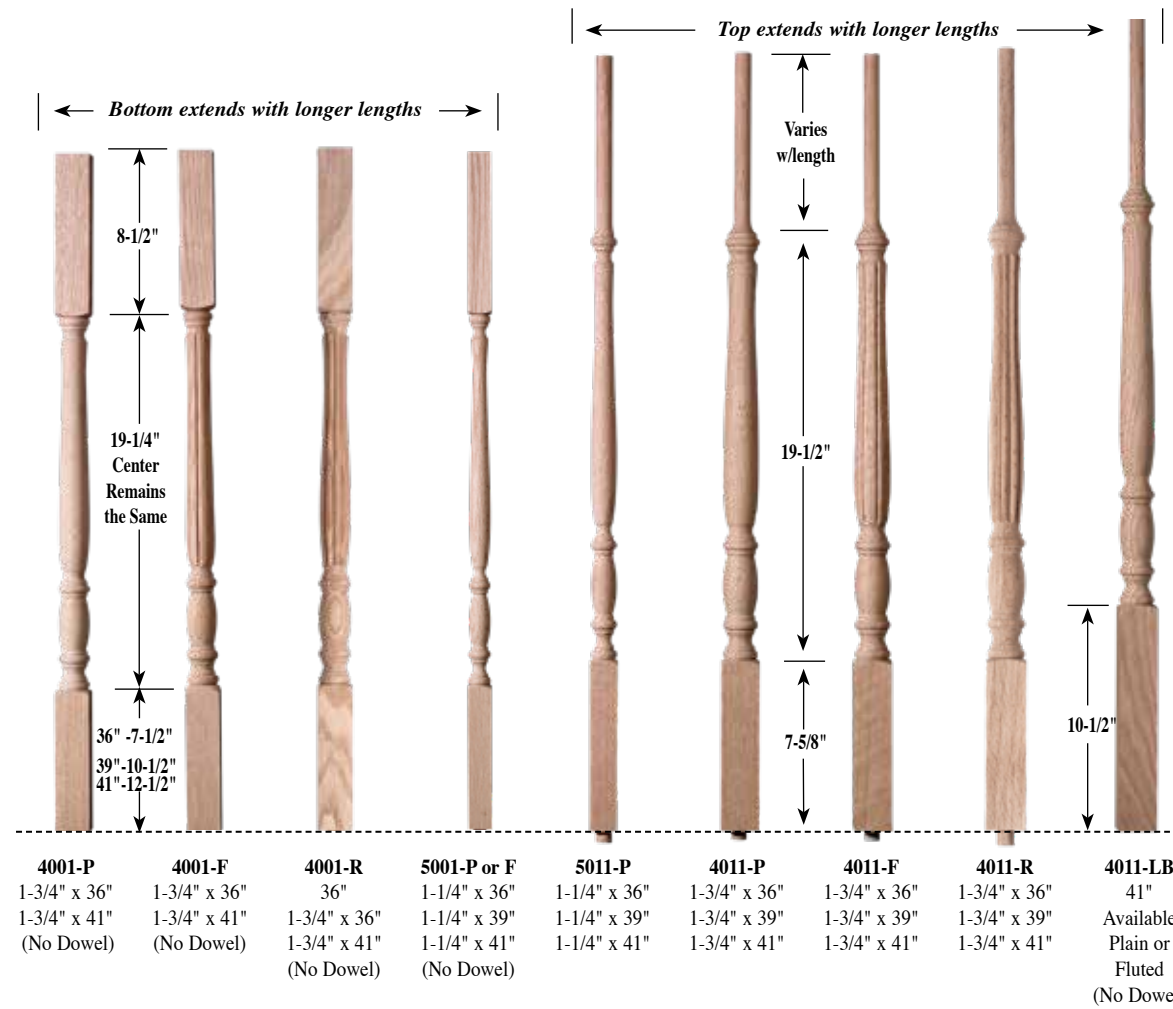 Top extends with longer lengths
Bottom extends with longer lengths
Varies
w/length
8-1/2"
19-1/4"
Center
Remains
the Same
19-1/2"
36" -7-1/2"
39"-10-1/2"
41"-12-1/2"
7-5/8"
10-1/2"
4001-P
1-3/4" x 36"
1-3/4" x 41"
(No Dowel)
4001-F
1-3/4" x 36"
1-3/4" x 41"
(No Dowel)
4001-R
36"
1-3/4" x 36"
1-3/4" x 41"
(No Dowel)
5001-P or F
1-1/4" x 36"
1-1/4" x 39"
1-1/4" x 41"
(No Dowel)
5011-P
1-1/4" x 36"
1-1/4" x 39"
1-1/4" x 41"
4011-P
1-3/4" x 36"
1-3/4" x 39"
1-3/4" x 41"
4011-F
1-3/4" x 36"
1-3/4" x 39"
1-3/4" x 41"
4011-R
1-3/4" x 36"
1-3/4" x 39"
1-3/4" x 41"
4011-LB
41"
Available
Plain or
Fluted
(No Dowe